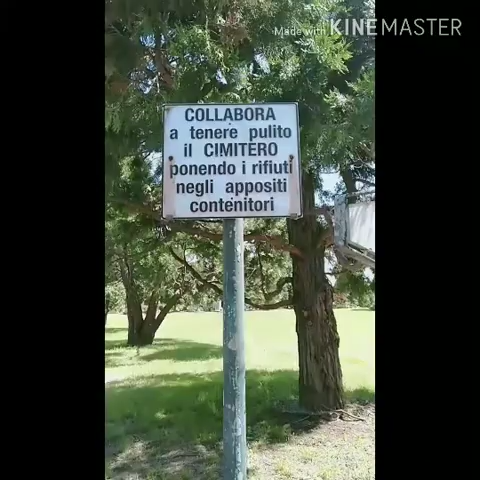 Made with KINEMASTER
COLLABORA
a tenere pulito
il CIMITERO
ponendo i rifiuti
negli appositi
contenitori